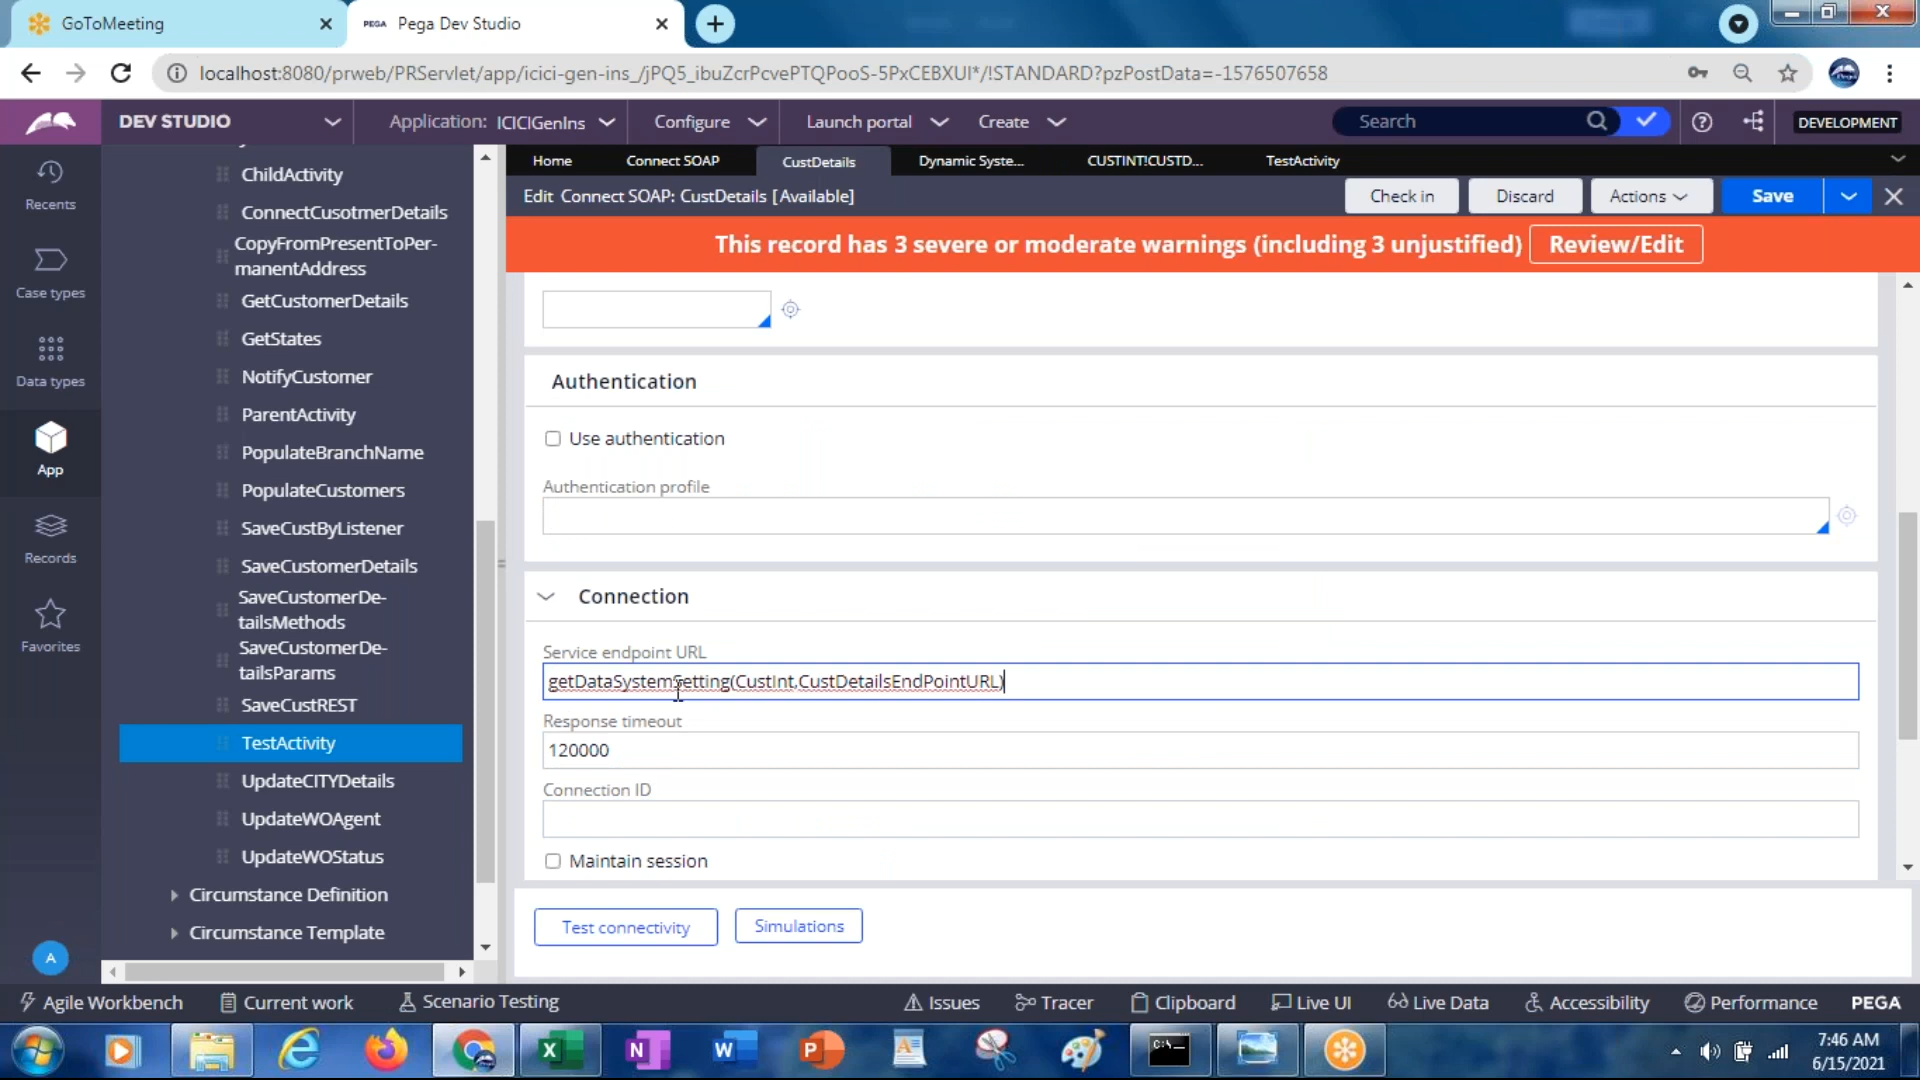 GoToMeeting
PEGA Pega Dev Studio
localhost:8080/prweb/PRServlet/app/icici-gen-ins_/jPQ5_ibuZcrPcvePTQPooS-5PxCEBXUI*/!STANDARD?pzPostData=-1576507658
DEV STUDIO
Application: ICICIGenIns
Configure
Launch portal
Create
Search
DEVELOPMENT
Home
Connect SOAP
CustDetails
Dynamic Syste...
CUSTINT!CUSTD...
TestActivity
Edit Connect SOAP: CustDetails [Available]
Check in
Discard
Actions
Save
This record has 3 severe or moderate warnings (including 3 unjustified)
Review/Edit
Recents
Case types
Data types
App
Records
Favorites
A
ChildActivity
ConnectCusotmerDetails
CopyFromPresentToPer-
manentAddress
GetCustomerDetails
GetStates
NotifyCustomer
ParentActivity
PopulateBranchName
PopulateCustomers
SaveCustByListener
SaveCustomerDetails
SaveCustomerDe-
tailsMethods
SaveCustomerDe-
tailsParams
SaveCustREST
TestActivity
UpdateCITYDetails
UpdateWOAgent
UpdateWOStatus
Circumstance Definition
Circumstance Template
Authentication
Use authentication
Authentication profile
Connection
Service endpoint URL
getDataSystemSetting(CustInt,CustDetailsEndPointURL)
Response timeout
120000
Connection ID
Maintain session
Test connectivity
Simulations
Agile Workbench
Current work
Scenario Testing
Issues
Tracer
Clipboard
Live UI
Live Data
Accessibility
Performance
PEGA
7:46 AM
6/15/2021